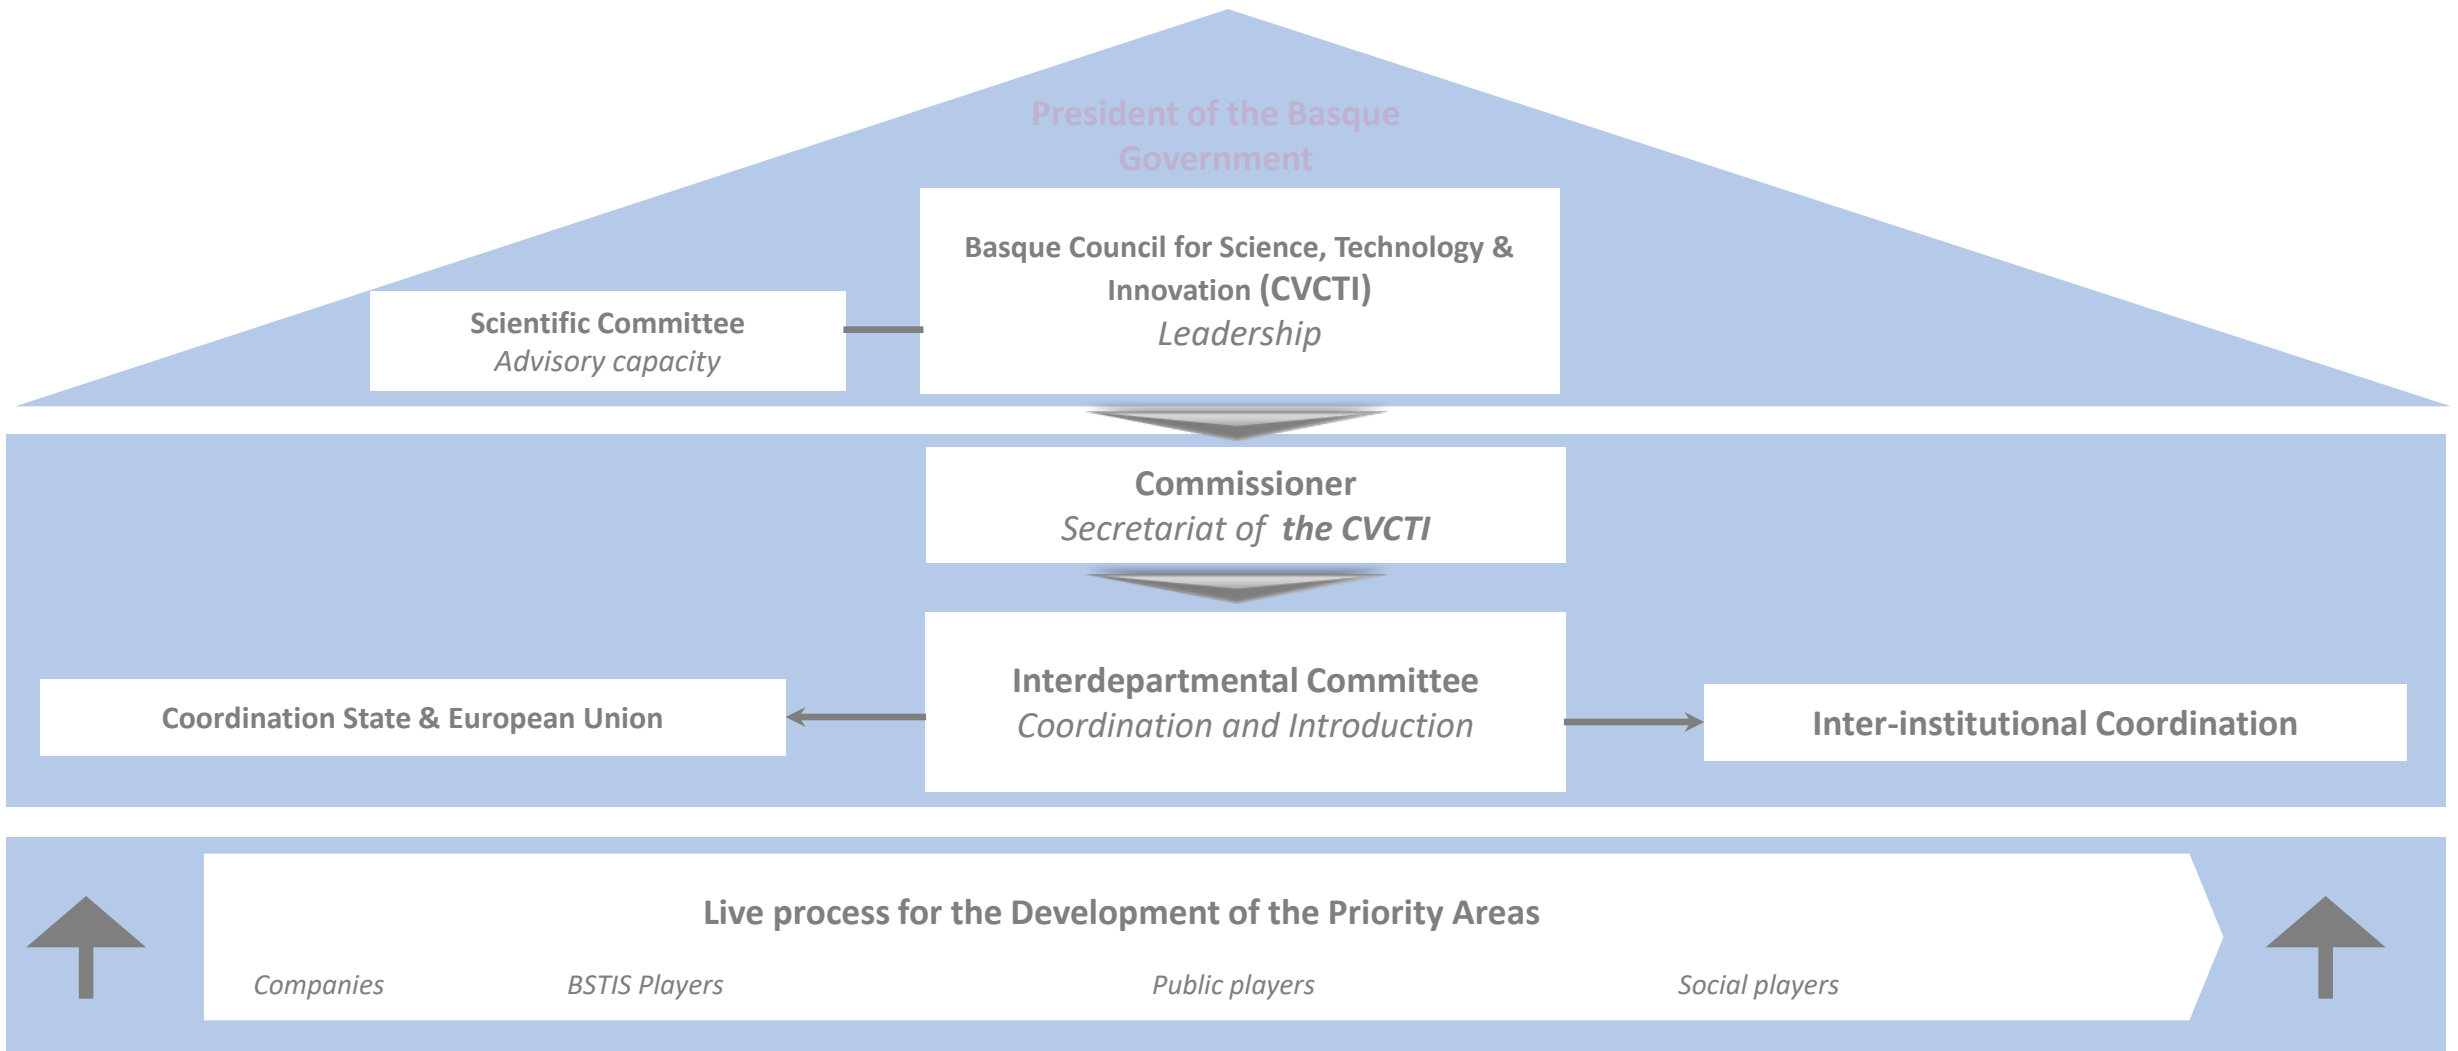 President of the Basque
Government
Basque Council for Science, Technology &
Innovation (CVCTI)
Leadership
Scientific Committee
Advisory capacity
Commissioner
Secretariat of the CVCTI
Interdepartmental Committee
Coordination and Introduction
Coordination State & European Union
Inter-institutional Coordination
Live process for the Development of the Priority Areas
Companies BSTIS Players Public players Social players